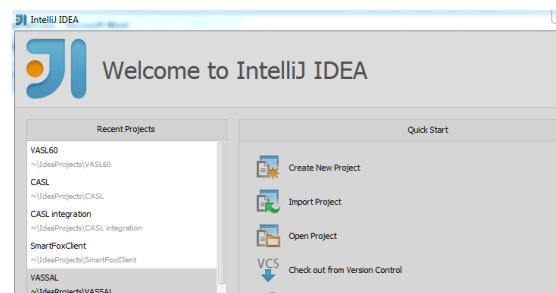 IntelliJ IDEA
Welcome to IntelliJ IDEA
Recent Projects
VASL60
~\IdeaProjects\VASL60
CASL
~\IdeaProjects\CASL
CASL integration
~\IdeaProjects\CASL integration
SmartFoxClient
~\IdeaProjects\SmartFoxClient
VASSAL
~\IdeaProjects\VASSAL
Quick Start
Create New Project
Import Project
Open Project
VCS
Check out from Version Control